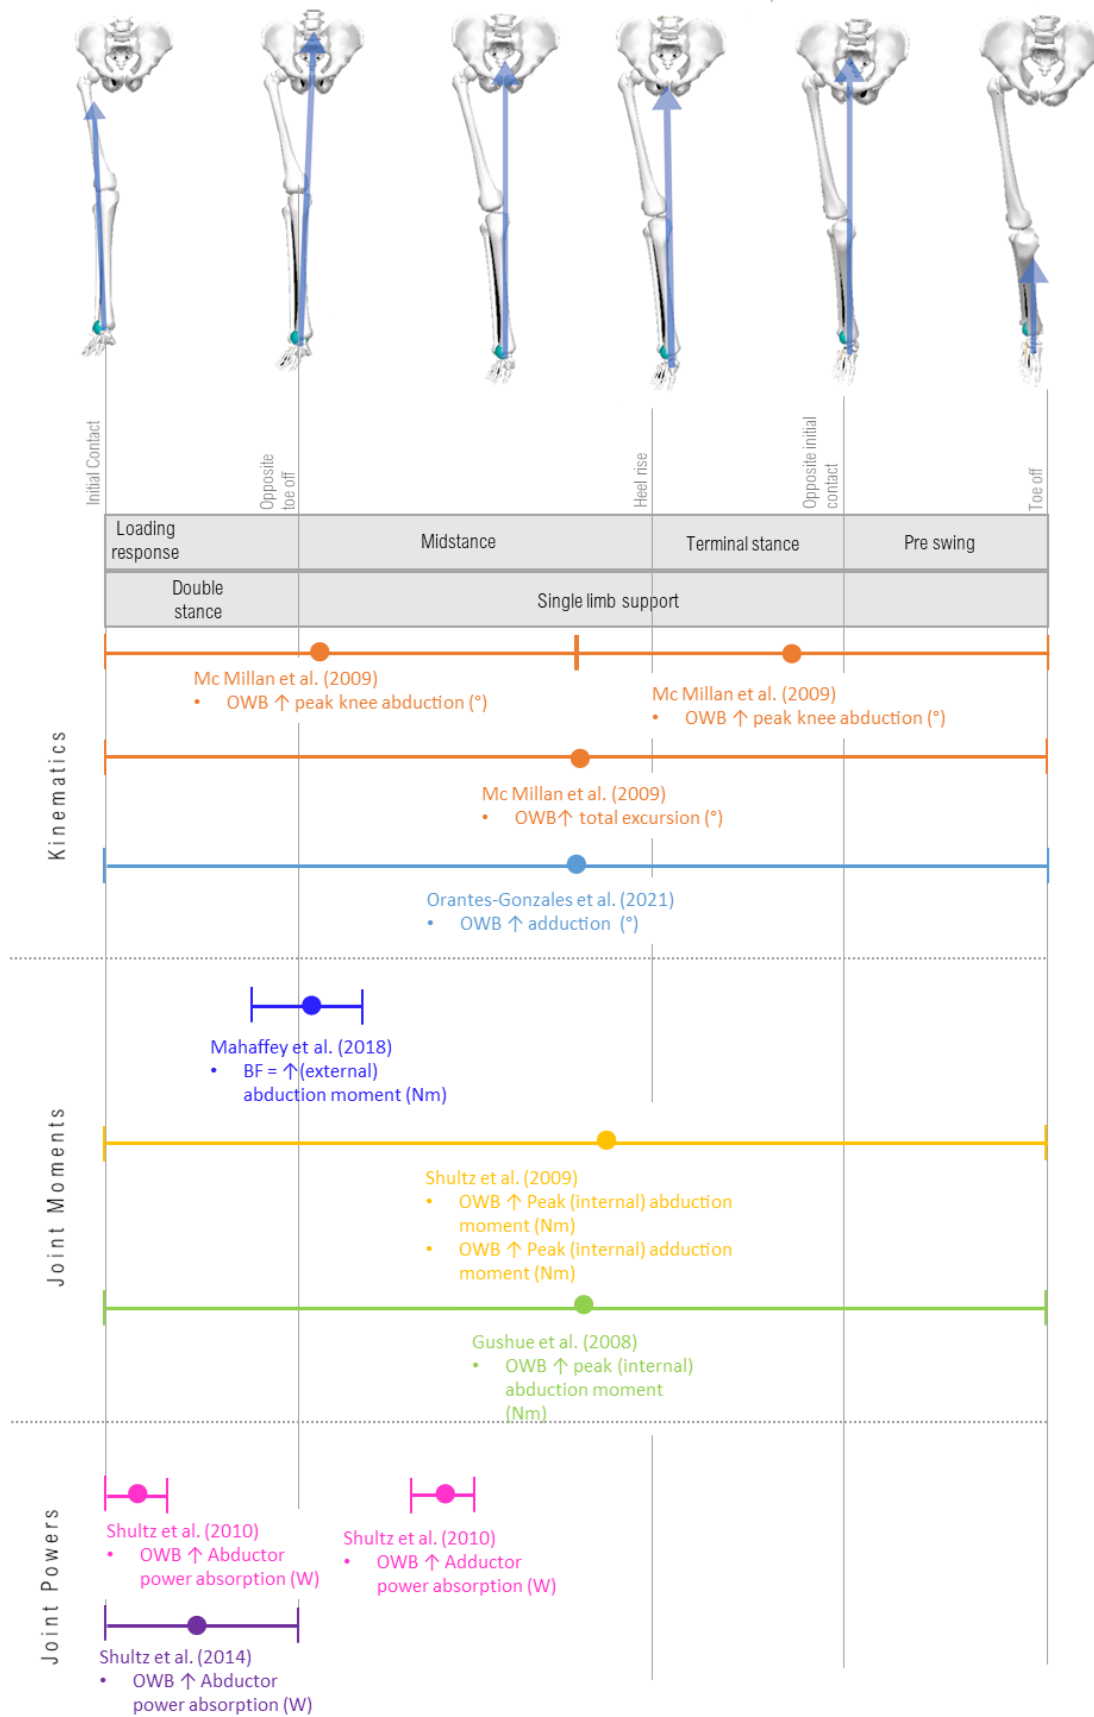 Initial Contact
Opposite
toe off
Heel rise
Opposite initial
contact
Toe off
Loading
response
Midstance
Terminal stance
Pre swing
Double
stance
Single limb support
Kinematics
Mc Millan et al. (2009)
• OWB ↑ peak knee abduction (°)
Mc Millan et al. (2009)
• OWB ↑ peak knee abduction (°)
Mc Millan et al. (2009)
• OWB↑ total excursion (°)
Orantes-Gonzales et al. (2021)
• OWB ↑ adduction (°)
Joint Moments
Mahaffey et al. (2018)
• BF = ↑(external)
abduction moment (Nm)
Shultz et al. (2009)
• OWB ↑ Peak (internal) abduction
moment (Nm)
• OWB ↑ Peak (internal) adduction
moment (Nm)
Gushue et al. (2008)
• OWB ↑ peak (internal)
abduction moment
(Nm)
Joint Powers
Shultz et al. (2010)
• OWB ↑ Abductor
power absorption (W)
Shultz et al. (2010)
• OWB ↑ Adductor
power absorption (W)
Shultz et al. (2014)
• OWB ↑ Abductor
power absorption (W)